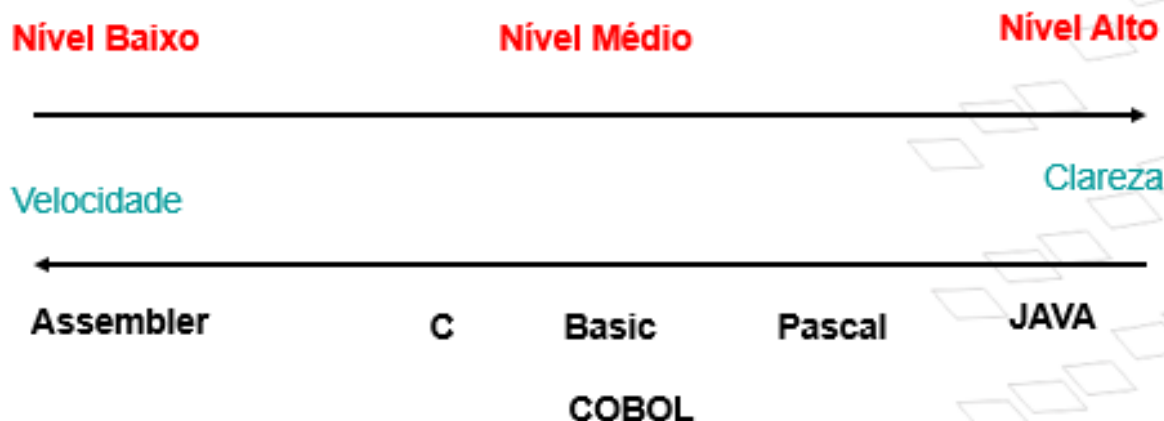 Nível Baixo Nível Médio Nível Alto
Velocidade Clareza
Assembler C Basic Pascal JAVA
COBOL